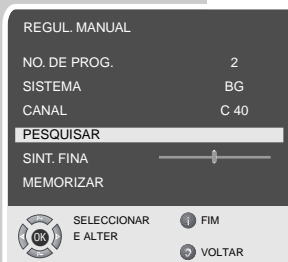 REGUL. MANUAL
NO. DE PROG. 2
SISTEMA BG
CANAL C 40
PESQUISAR
SINT. FINA
MEMORIZAR
SELECCIONAR FIM
OK E ALTER
VOLTAR